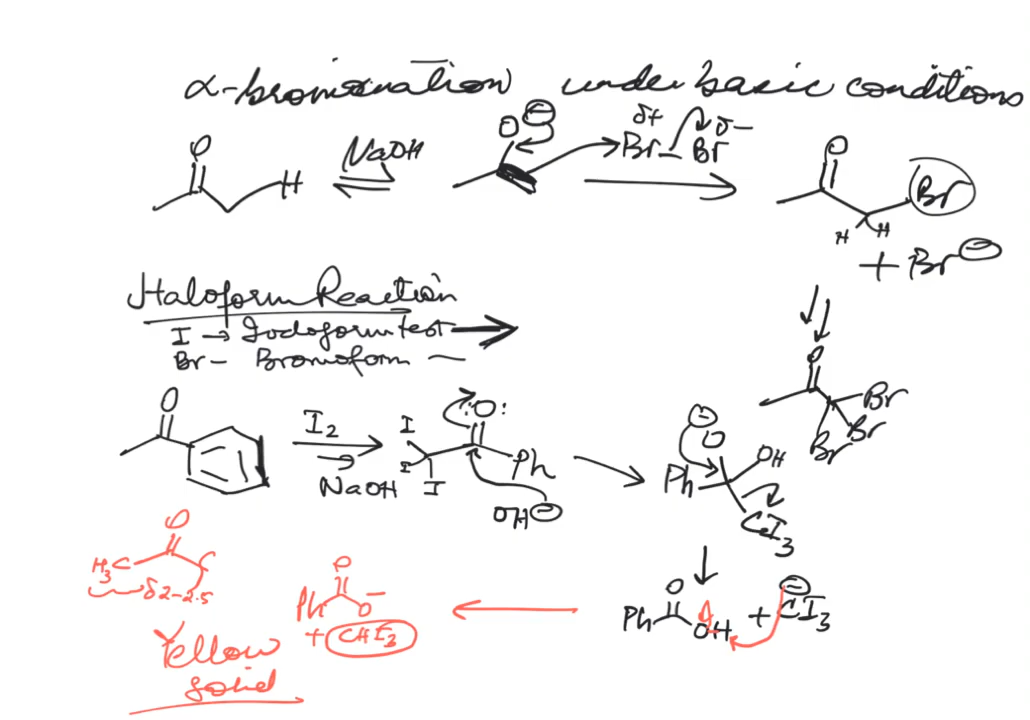 α-bromination under basic conditions
O
H
NaOH
O ⊖
δ+ δ-
Br-Br
O
Br
H H
+ Br ⊖
Haloform Reaction
I → Iodoform test
Br - Bromoform —
O
Br
Br
Br
O
I2
NaOH
:O:
I
I
I
Ph
OH ⊖
⊖
O
OH
Ph
CI3
O
Ph OH + ⊖ CI3
O
Ph O-
+ CHI3
O
H3C C
δ 2-2.5
Yellow
solid